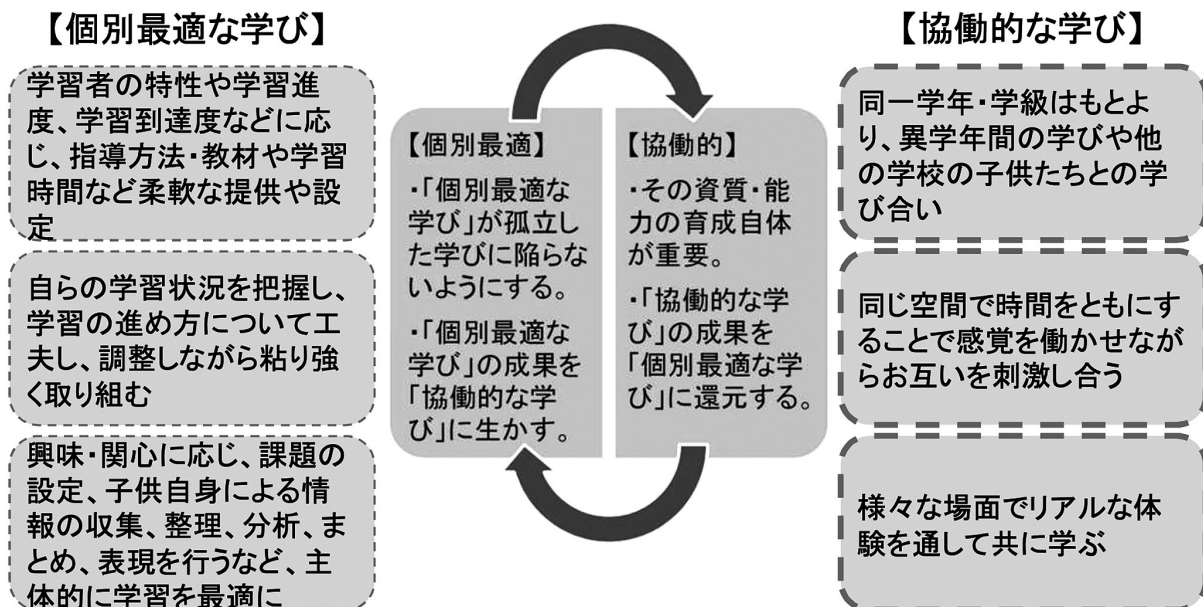 【個別最適な学び】
学習者の特性や学習進
度、学習到達度などに応
じ、指導方法・教材や学習
時間など柔軟な提供や設
定
自らの学習状況を把握し、
学習の進め方について工
夫し、調整しながら粘り強
く取り組む
興味・関心に応じ、課題の
設定、子供自身による情
報の収集、整理、分析、ま
とめ、表現を行うなど、主
体的に学習を最適に
【個別最適】
・「個別最適な
学び」が孤立し
た学びに陥らな
いようにする。
・「個別最適な
学び」の成果を
「協働的な学
び」に生かす。
【協働的】
・その資質・能
力の育成自体
が重要。
・「協働的な学
び」の成果を
「個別最適な学
び」に還元する。
【協働的な学び】
同一学年・学級はもとよ
り、異学年間の学びや他
の学校の子供たちとの学
び合い
同じ空間で時間をともにす
ることで感覚を働かせなが
らお互いを刺激し合う
様々な場面でリアルな体
験を通して共に学ぶ